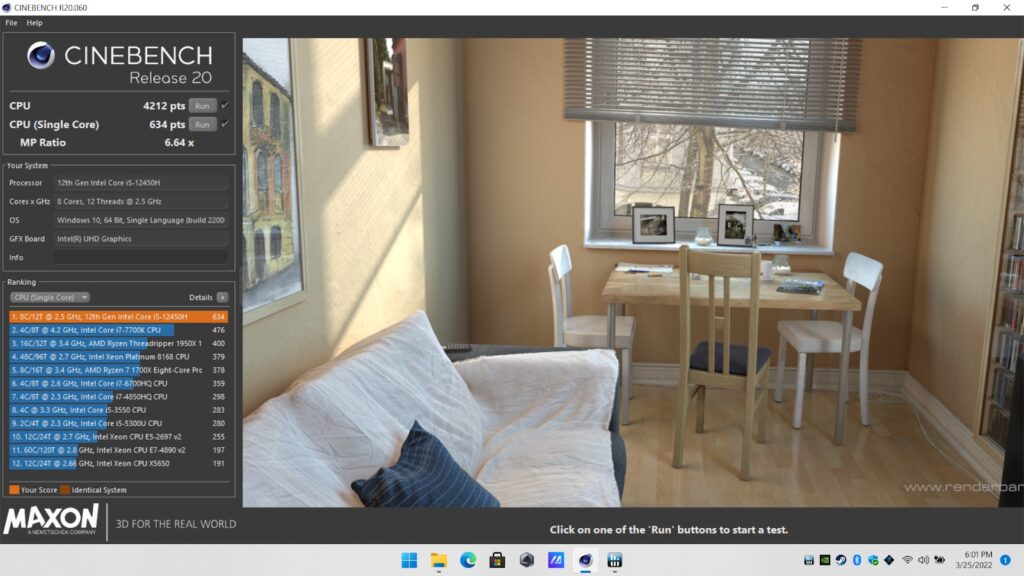 CINEBENCH R20.060
File Help
CINEBENCH
Release 20
CPU 4212 pts Run
CPU (Single Core) 634 pts Run
MP Ratio 6.64 x
Your System
Processor 12th Gen Intel Core i5-12450H
Cores x GHz 8 Cores, 12 Threads @ 2.5 GHz
OS Windows 10, 64 Bit, Single Language (build 2200
GFX Board Intel(R) UHD Graphics
Info
Ranking
CPU (Single Core) Details
1. 8C/12T @ 2.5 GHz, 12th Gen Intel Core i5-12450H 634
2. 4C/8T @ 4.2 GHz, Intel Core i7-7700K CPU 476
3. 16C/32T @ 3.4 GHz, AMD Ryzen Threadripper 1950X 1 400
4. 48C/96T @ 2.7 GHz, Intel Xeon Platinum 8168 CPU 379
5. 8C/16T @ 3.4 GHz, AMD Ryzen 7 1700X Eight-Core Prc 378
6. 4C/8T @ 2.6 GHz, Intel Core i7-6700HQ CPU 359
7. 4C/8T @ 2.3 GHz, Intel Core i7-4850HQ CPU 298
8. 4C @ 3.3 GHz, Intel Core i5-3550 CPU 283
9. 2C/4T @ 2.3 GHz, Intel Core i5-5300U CPU 280
10. 12C/24T @ 2.7 GHz, Intel Xeon CPU E5-2697 v2 255
11. 60C/120T @ 2.8 GHz, Intel Xeon CPU E7-4890 v2 197
12. 12C/24T @ 2.66 GHz, Intel Xeon CPU X5650 191
Your Score Identical System
MAXON
A NEMETSCHEK COMPANY
3D FOR THE REAL WORLD
www.renderbar
Click on one of the 'Run' buttons to start a test.
6:01 PM
3/25/2022
1